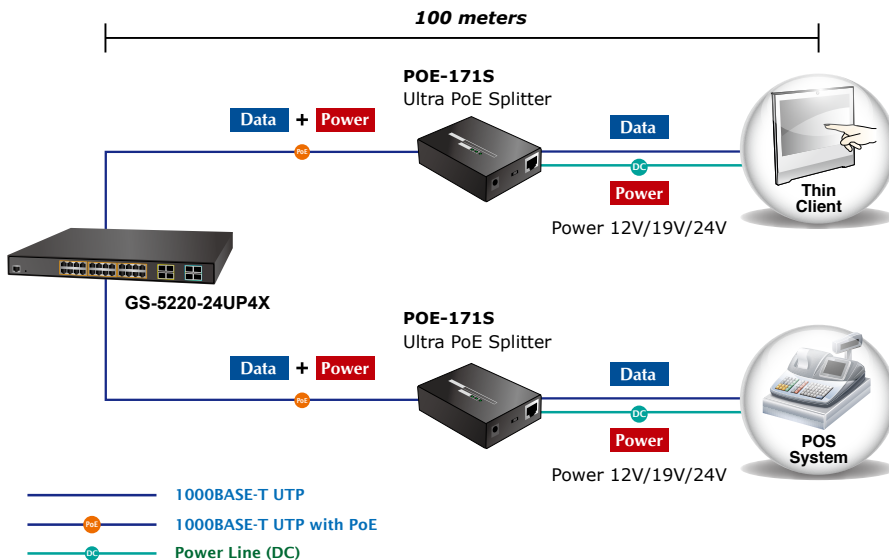 100 meters
POE-171S
Ultra PoE Splitter
Data + Power
Data
PoE
DC
Power
Thin
Client
Power 12V/19V/24V
GS-5220-24UP4X
POE-171S
Ultra PoE Splitter
Data + Power
Data
PoE
DC
Power
POS
System
Power 12V/19V/24V
1000BASE-T UTP
PoE 1000BASE-T UTP with PoE
DC Power Line (DC)